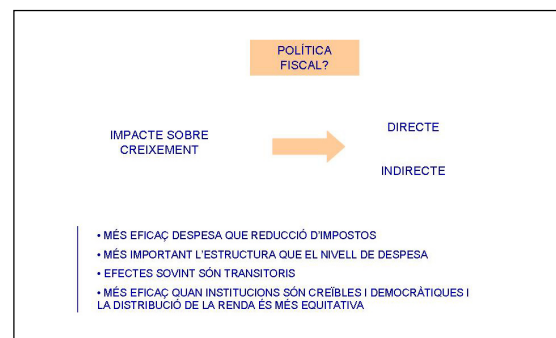 POLÍTICA
FISCAL?
IMPACTE SOBRE
CREIXEMENT
DIRECTE
INDIRECTE
• MÉS EFICAÇ DESPESA QUE REDUCCIÓ D'IMPOSTOS
• MÉS IMPORTANT L'ESTRUCTURA QUE EL NIVELL DE DESPESA
• EFECTES SOVINT SÓN TRANSITORIS
• MÉS EFICAÇ QUAN INSTITUCIONS SÓN CREÏBLES I DEMOCRÀTIQUES I
LA DISTRIBUCIÓ DE LA RENDA ÉS MÉS EQUITATIVA